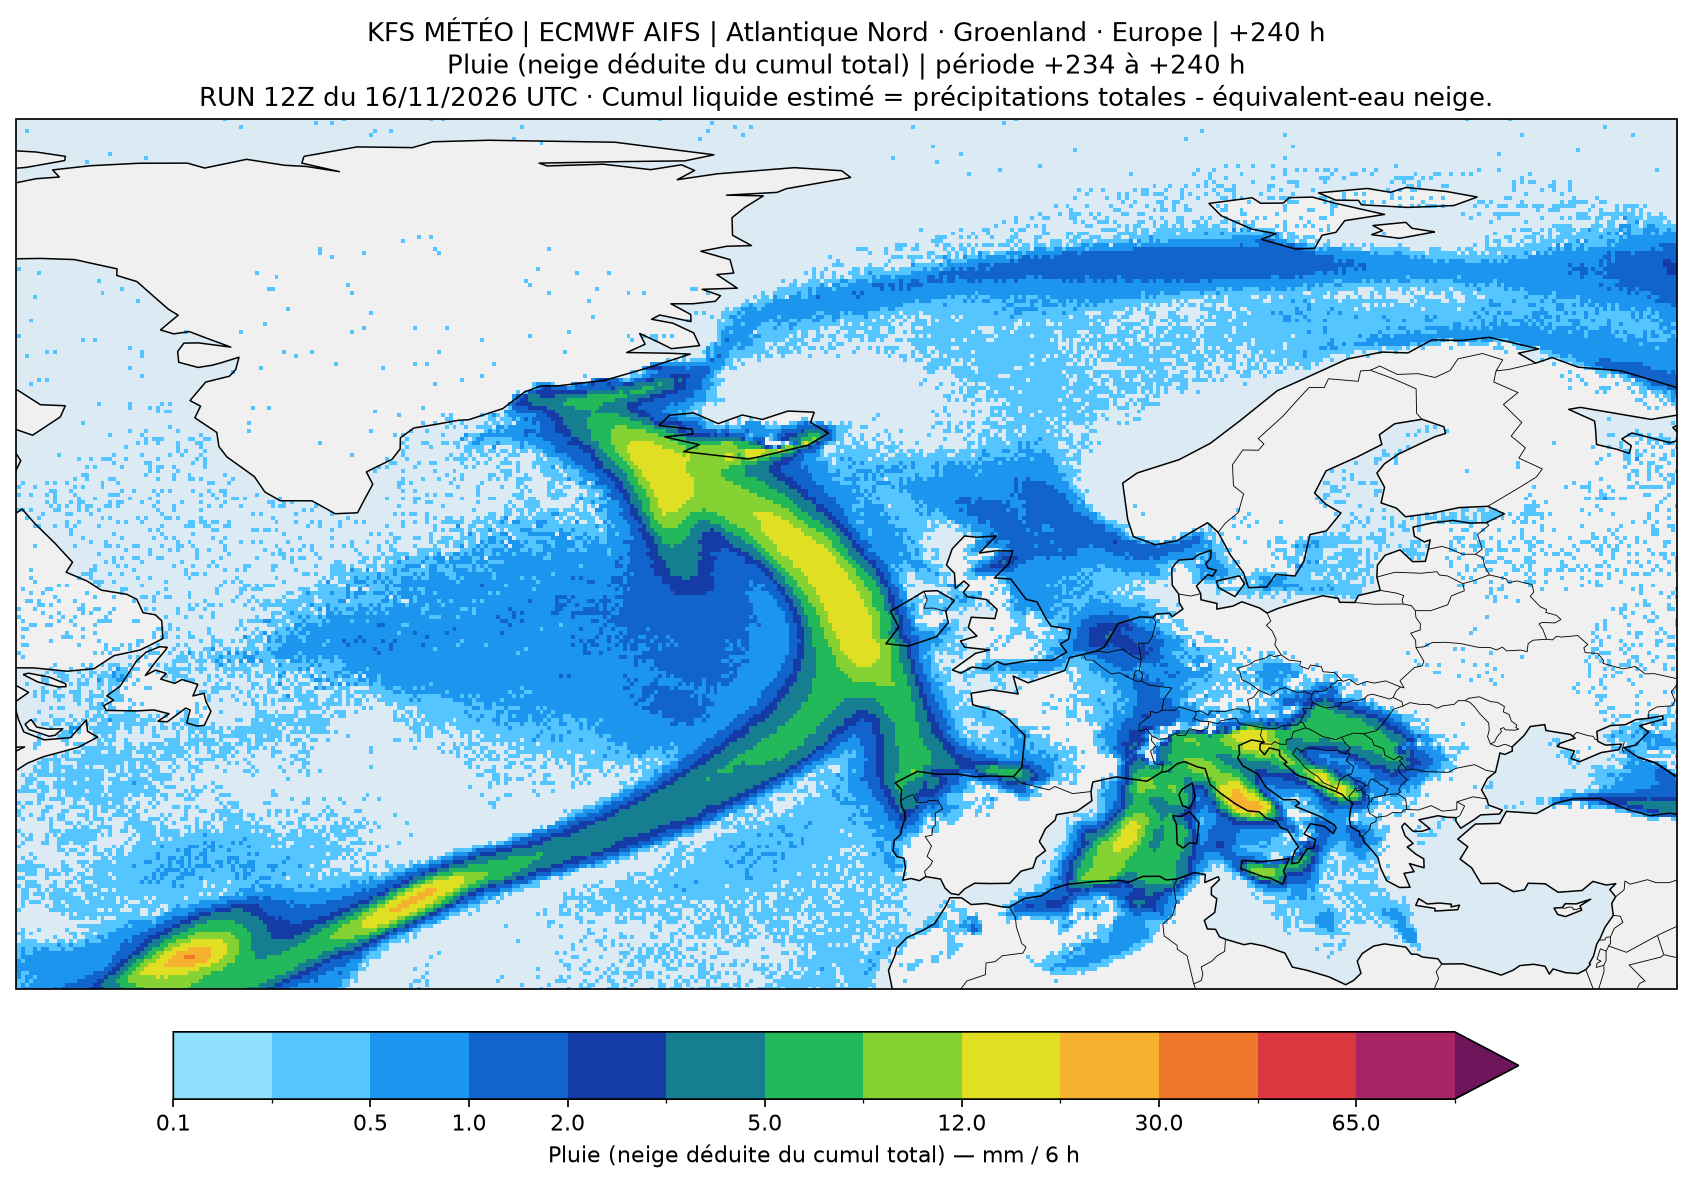 KFS MÉTÉO | ECMWF AIFS | Atlantique Nord · Groenland · Europe | +240 h
Pluie (neige déduite du cumul total) | période +234 à +240 h
RUN 12Z du 16/11/2026 UTC · Cumul liquide estimé = précipitations totales - équivalent-eau neige.
0.1 0.5 1.0 2.0 5.0 12.0 30.0 65.0
Pluie (neige déduite du cumul total) — mm / 6 h